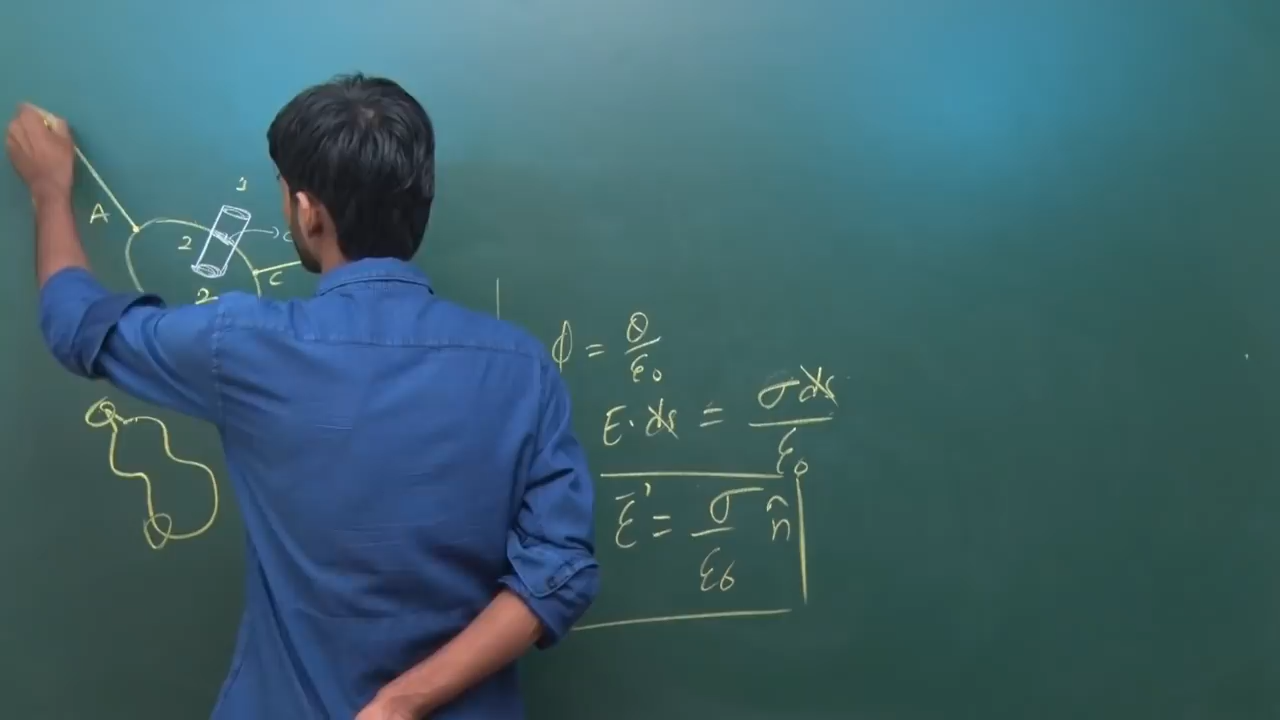 1
A
2
C
2
ϕ = Q/ε₀
E · ds = σds/ε₀
E⃗ = σ/ε₀ n̂